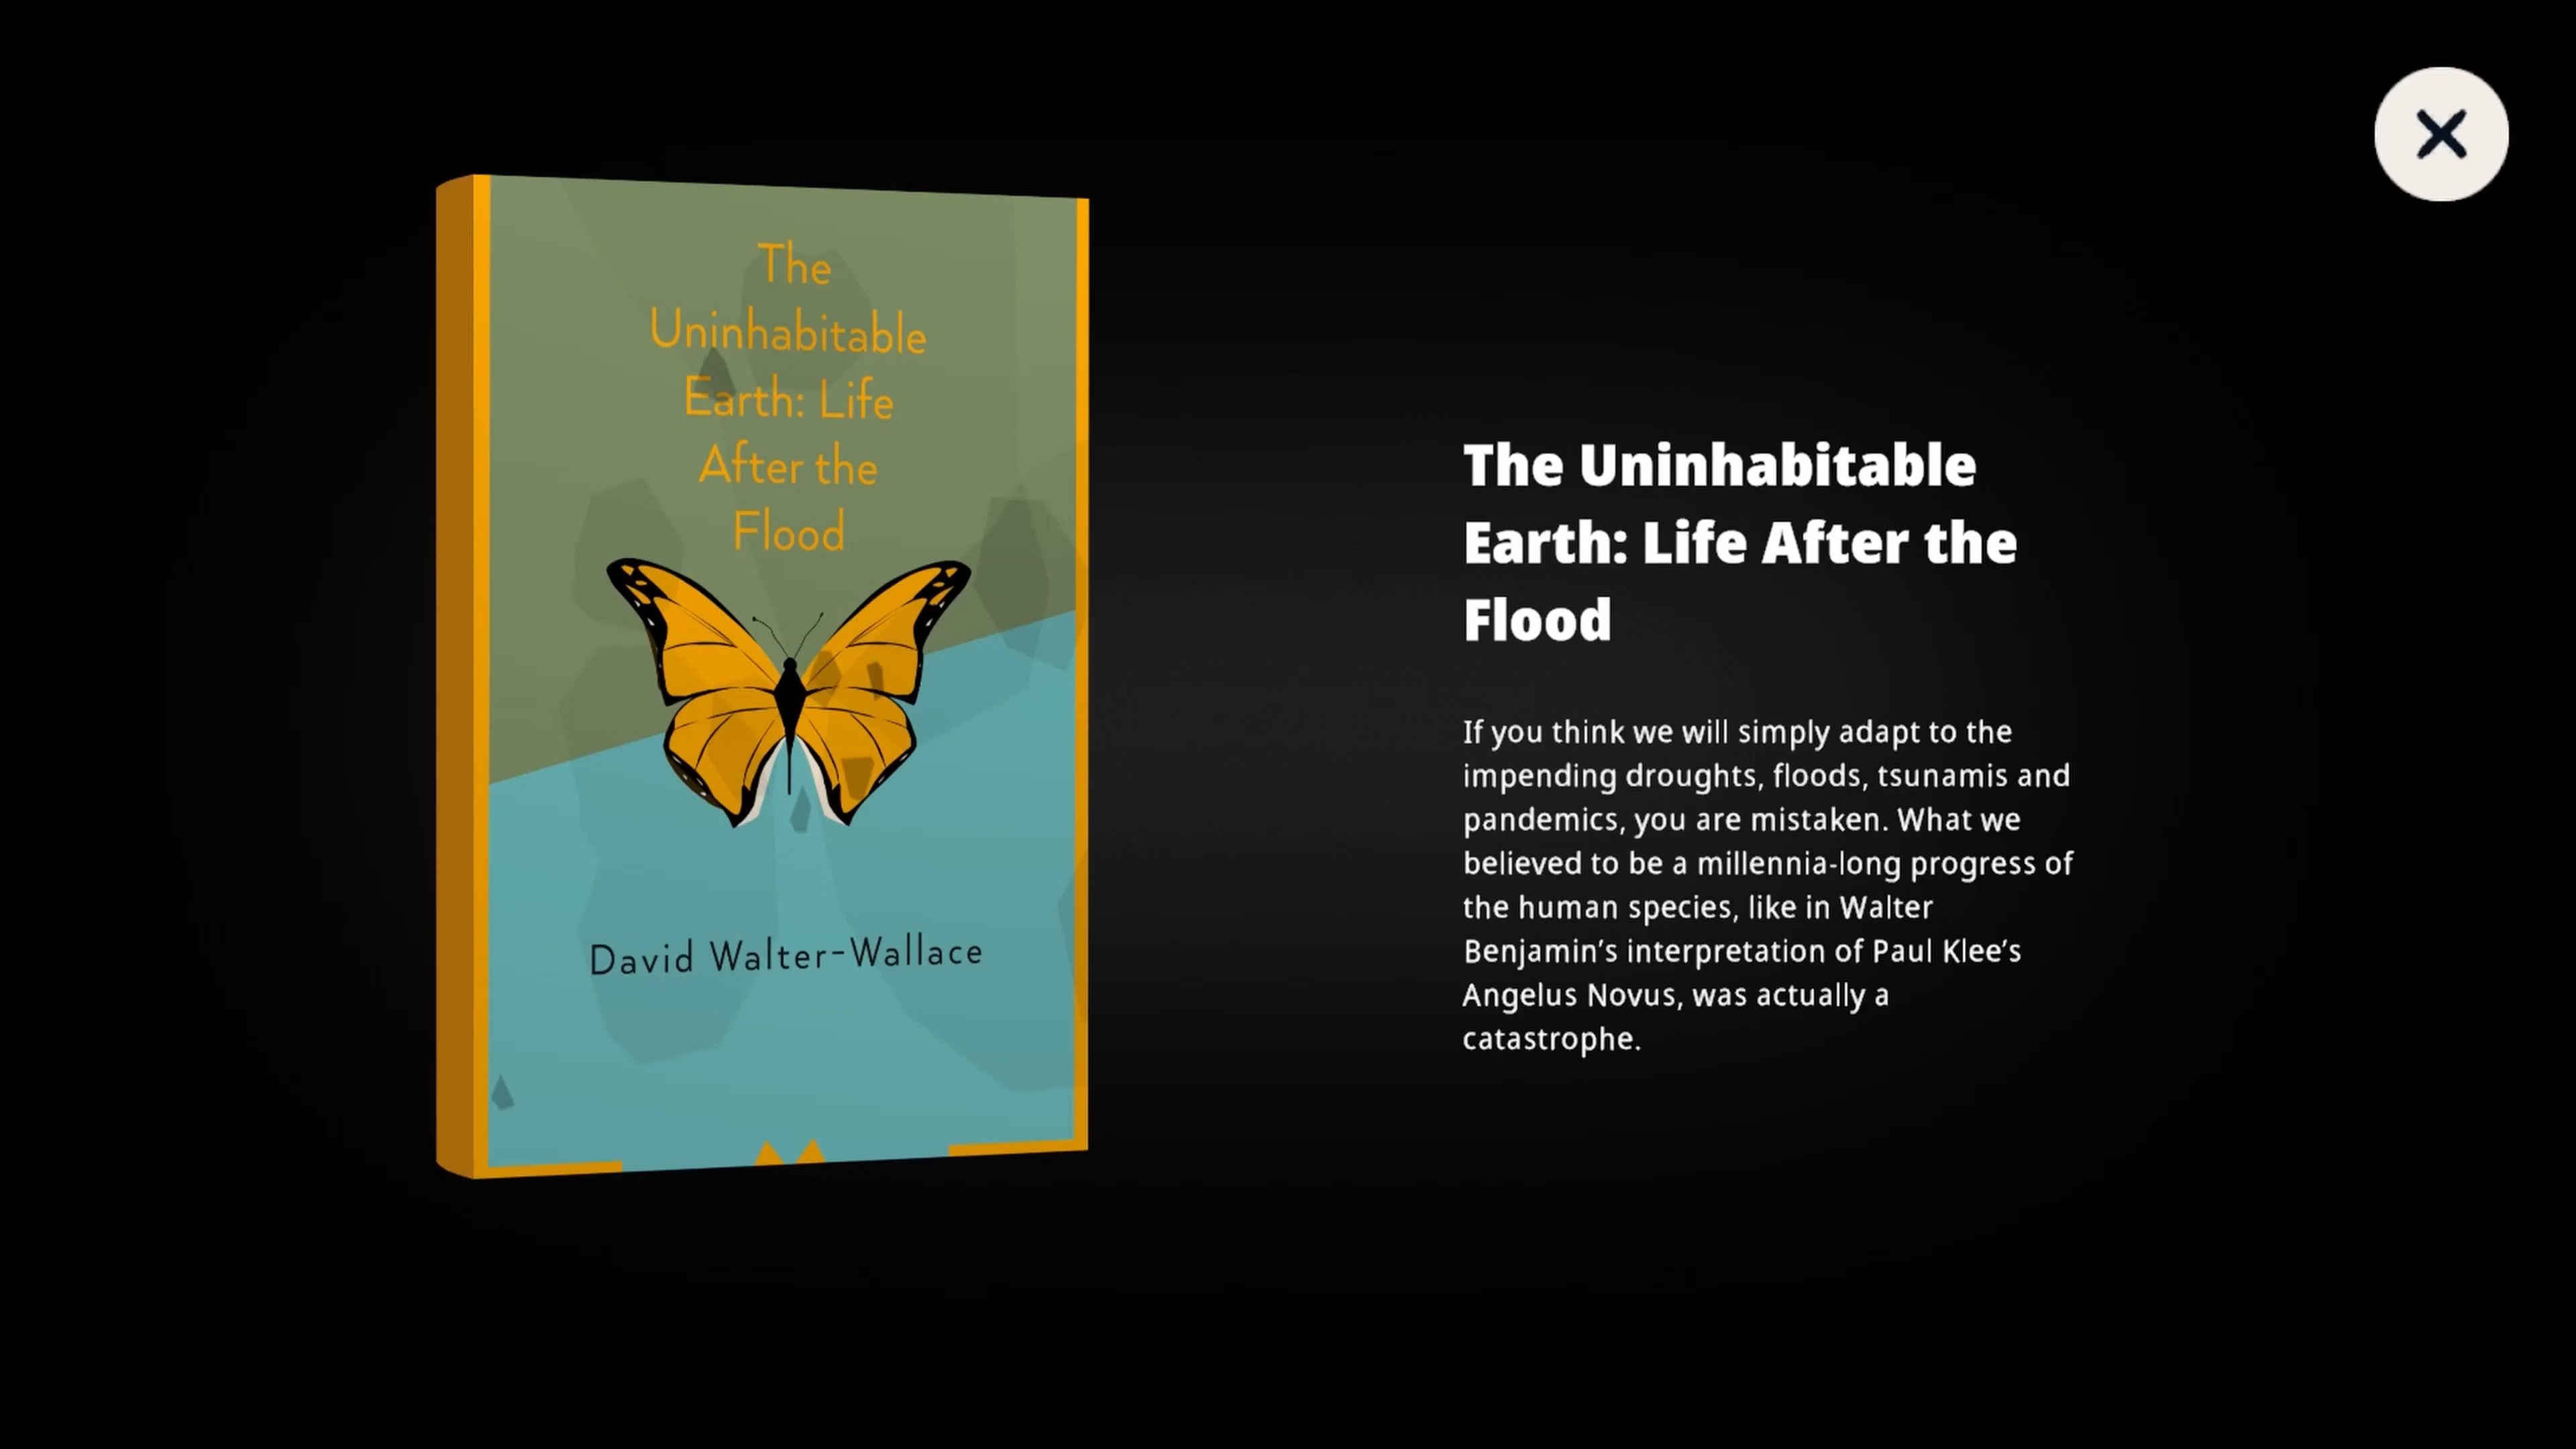 The
Uninhabitable
Earth: Life
After the
Flood
David Walter-Wallace
The Uninhabitable
Earth: Life After the
Flood
If you think we will simply adapt to the
impending droughts, floods, tsunamis and
pandemics, you are mistaken. What we
believed to be a millennia-long progress of
the human species, like in Walter
Benjamin’s interpretation of Paul Klee’s
Angelus Novus, was actually a
catastrophe.